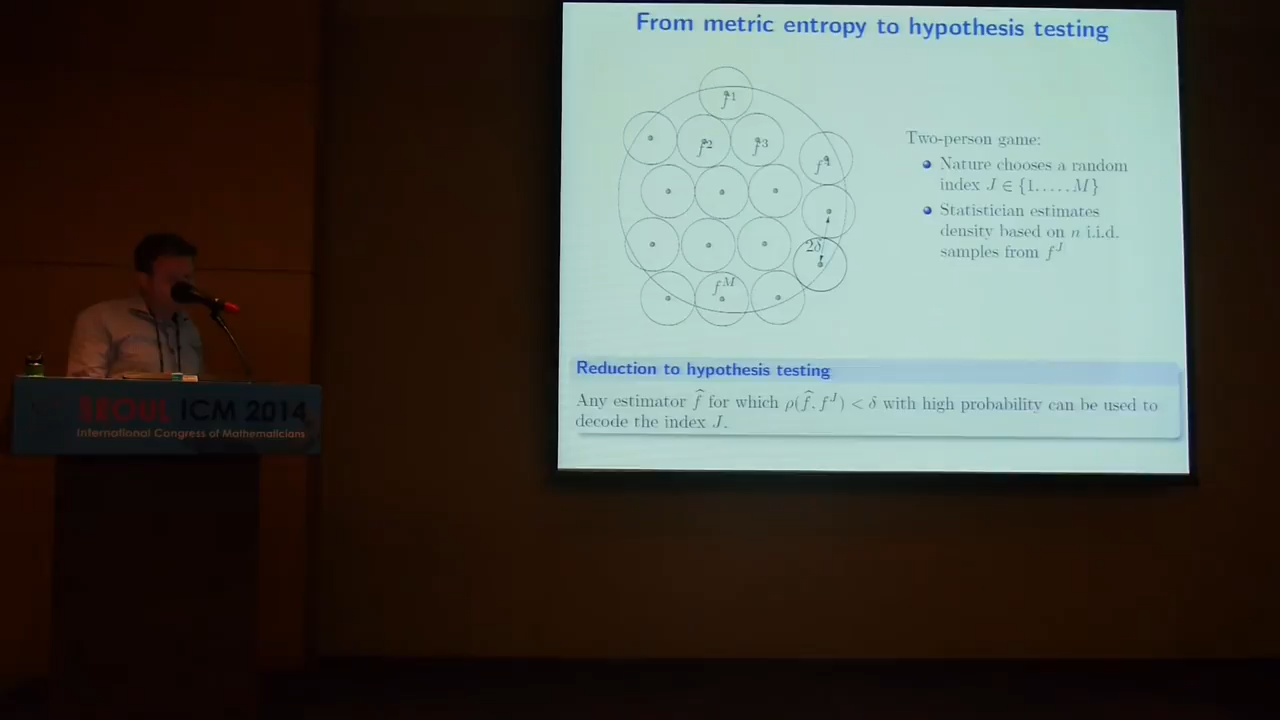 From metric entropy to hypothesis testing
f¹
f² f³
f⁴
2δ
f^M
Two-person game:
Nature chooses a random
index J ∈ {1, . . . , M}
Statistician estimates
density based on n i.i.d.
samples from f^J
Reduction to hypothesis testing
Any estimator f̂ for which ρ(f̂, f^J) < δ with high probability can be used to
decode the index J.
SEOUL ICM 2014
International Congress of Mathematicians